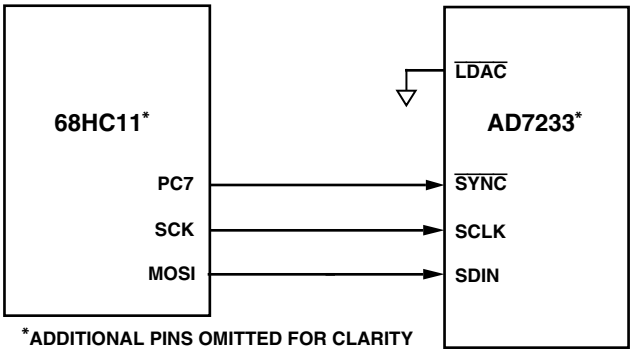 LDAC
68HC11*
AD7233*
PC7
SYNC
SCK
SCLK
MOSI
SDIN
*ADDITIONAL PINS OMITTED FOR CLARITY